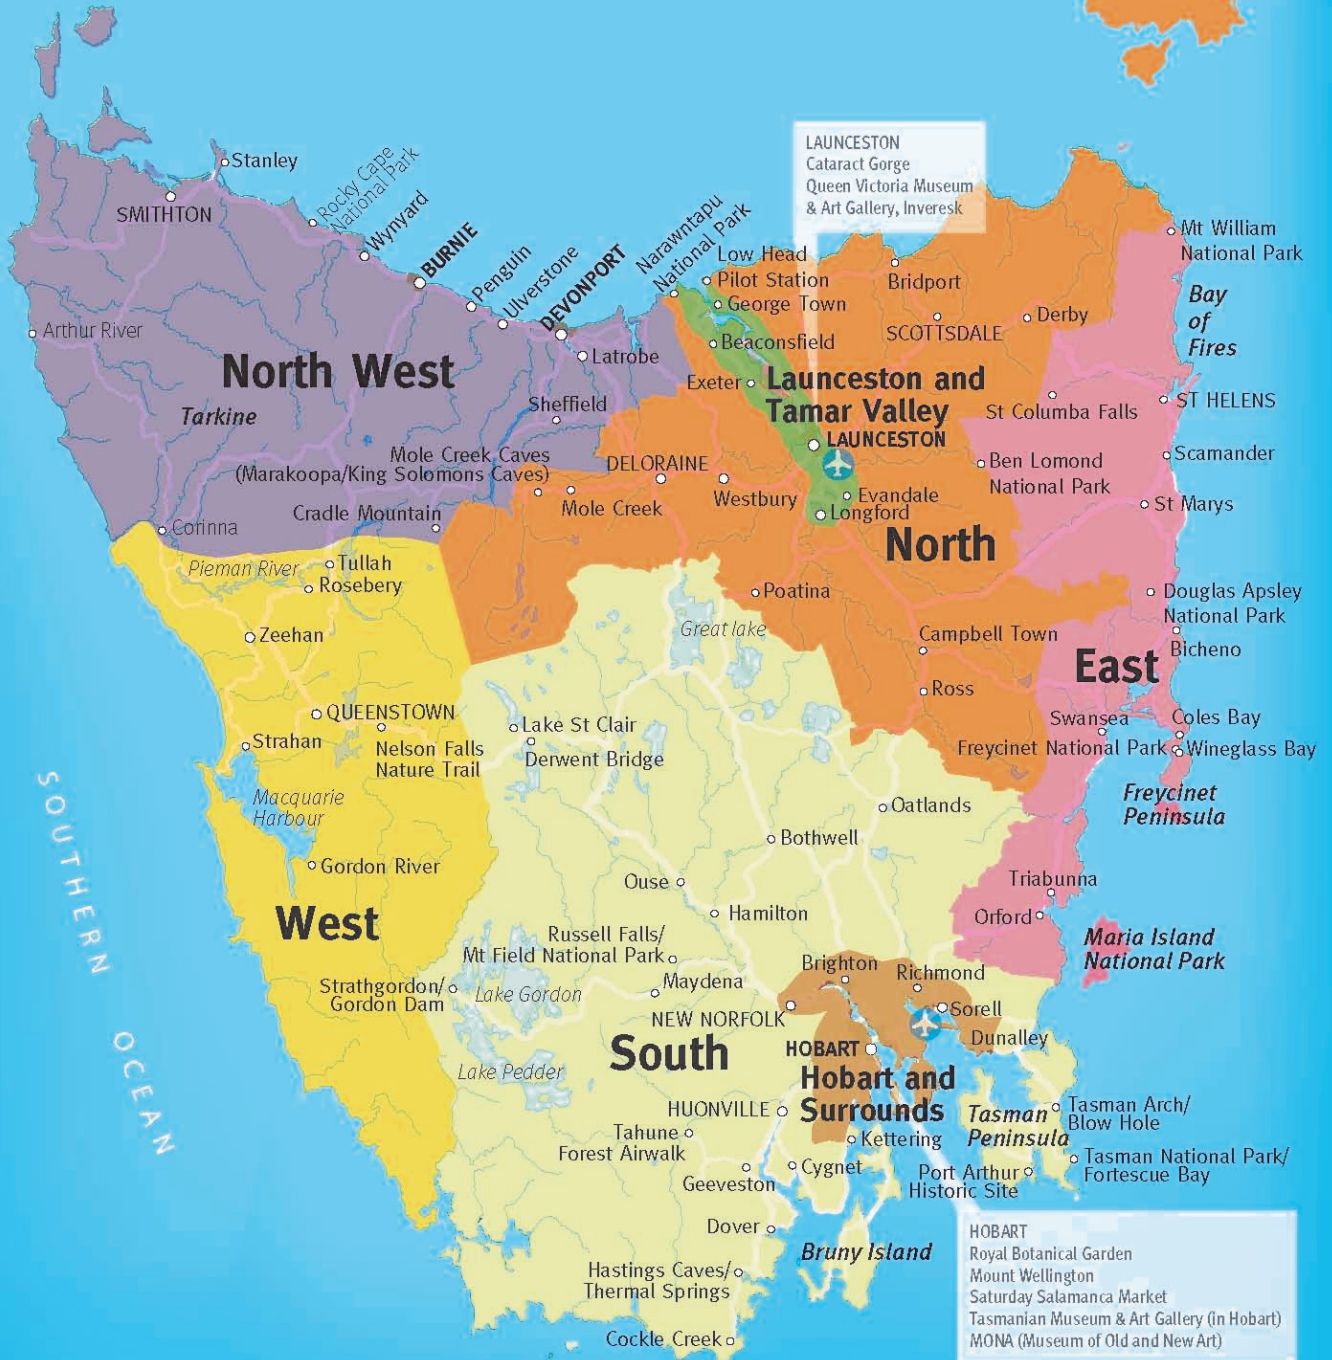 LAUNCESTON
Cataract Gorge
Queen Victoria Museum
& Art Gallery, Inveresk
Stanley
SMITHTON
Rocky Cape
National Park
Wynyard
BURNIE
Penguin
Ulverstone
DEVONPORT
Narawntapu
National Park
Low Head
Pilot Station
George Town
Bridport
Mt William
National Park
Bay
of
Fires
Arthur River
Beaconsfield
SCOTTSDALE
Derby
Latrobe
North West
Tarkine
Exeter
Launceston and
Tamar Valley
LAUNCESTON
St Columba Falls
ST HELENS
Sheffield
Mole Creek Caves
(Marakoopa/King Solomons Caves)
DELORAINE
Ben Lomond
National Park
Scamander
Mole Creek
Westbury
Evandale
Longford
St Marys
Cradle Mountain
Corinna
North
Pieman River
Tullah
Rosebery
Poatina
Douglas Apsley
National Park
Great lake
Zeehan
Campbell Town
Bicheno
East
Ross
QUEENSTOWN
Lake St Clair
Swansea
Coles Bay
Strahan
Nelson Falls
Nature Trail
Derwent Bridge
Freycinet National Park
Wineglass Bay
Macquarie
Harbour
Oatlands
Freycinet
Peninsula
Bothwell
Gordon River
Ouse
Triabunna
West
Hamilton
Orford
Russell Falls/
Mt Field National Park
Maria Island
National Park
SOUTHERN OCEAN
Strathgordon/
Gordon Dam
Lake Gordon
Maydena
Brighton
Richmond
NEW NORFOLK
Sorell
South
HOBART
Dunalley
Lake Pedder
Hobart and
Surrounds
HUONVILLE
Tasman
Peninsula
Tasman Arch/
Blow Hole
Tahune
Forest Airwalk
Kettering
Geeveston
Cygnet
Port Arthur
Historic Site
Tasman National Park/
Fortescue Bay
Dover
Bruny Island
Hastings Caves/
Thermal Springs
Cockle Creek
HOBART
Royal Botanical Garden
Mount Wellington
Saturday Salamanca Market
Tasmanian Museum & Art Gallery (in Hobart)
MONA (Museum of Old and New Art)